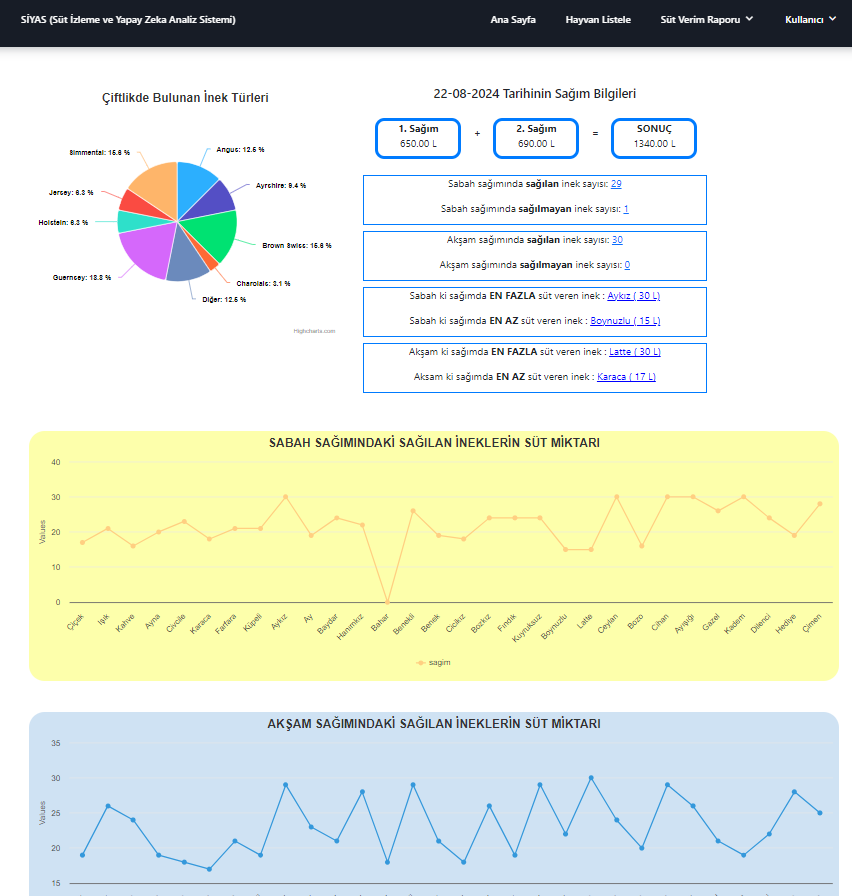 SİYAS (Süt İzleme ve Yapay Zeka Analiz Sistemi)
Ana Sayfa
Hayvan Listele
Süt Verim Raporu
Kullanıcı
Çiftlikde Bulunan İnek Türleri
Simmental: 15.6 %
Angus: 12.5 %
Jersey: 6.3 %
Ayrshire: 9.4 %
Holstein: 6.3 %
Brown Swiss: 15.6 %
Guernsey: 18.8 %
Charolais: 3.1 %
Diğer: 12.5 %
Highcharts.com
22-08-2024 Tarihinin Sağım Bilgileri
1. Sağım
650.00 L
+
2. Sağım
690.00 L
=
SONUÇ
1340.00 L
Sabah sağımında sağılan inek sayısı: 29
Sabah sağımında sağılmayan inek sayısı: 1
Akşam sağımında sağılan inek sayısı: 30
Akşam sağımında sağılmayan inek sayısı: 0
Sabah ki sağımda EN FAZLA süt veren inek : Aykız ( 30 L)
Sabah ki sağımda EN AZ süt veren inek : Boynuzlu ( 15 L)
Akşam ki sağımda EN FAZLA süt veren inek : Latte ( 30 L)
Aksam ki sağımda EN AZ süt veren inek : Karaca ( 17 L)
SABAH SAĞIMINDAKİ SAĞILAN İNEKLERİN SÜT MİKTARI
Values
40
30
20
10
0
Çiçek
Işık
Kahve
Ayna
Civcile
Karaca
Farfara
Küpeli
Aykız
Ay
Baydar
Hanımkız
Bahar
Benekli
Benek
Cicikız
Bozkız
Fındık
Kuyruksuz
Boynuzlu
Latte
Ceylan
Bozo
Cihan
Ayışığı
Gazel
Kadem
Dilenci
Hediye
Çimen
sagim
AKŞAM SAĞIMINDAKİ SAĞILAN İNEKLERİN SÜT MİKTARI
Values
35
30
25
20
15